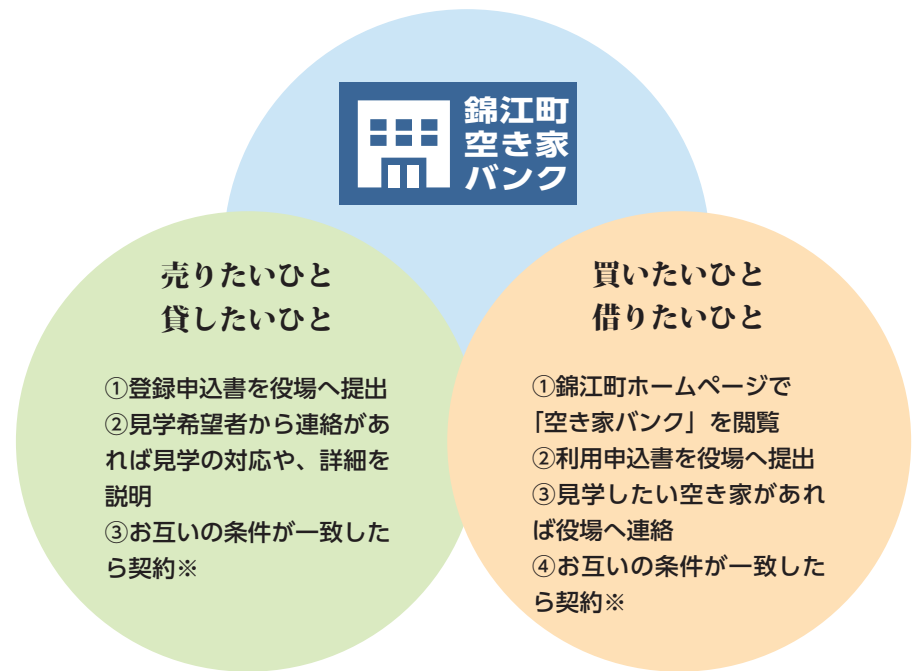 錦江町
空き家
バンク
売りたいひと
貸したいひと
①登録申込書を役場へ提出
②見学希望者から連絡があ
れば見学の対応や、詳細を
説明
③お互いの条件が一致した
ら契約※
買いたいひと
借りたいひと
①錦江町ホームページで
「空き家バンク」を閲覧
②利用申込書を役場へ提出
③見学したい空き家があれ
ば役場へ連絡
④お互いの条件が一致した
ら契約※